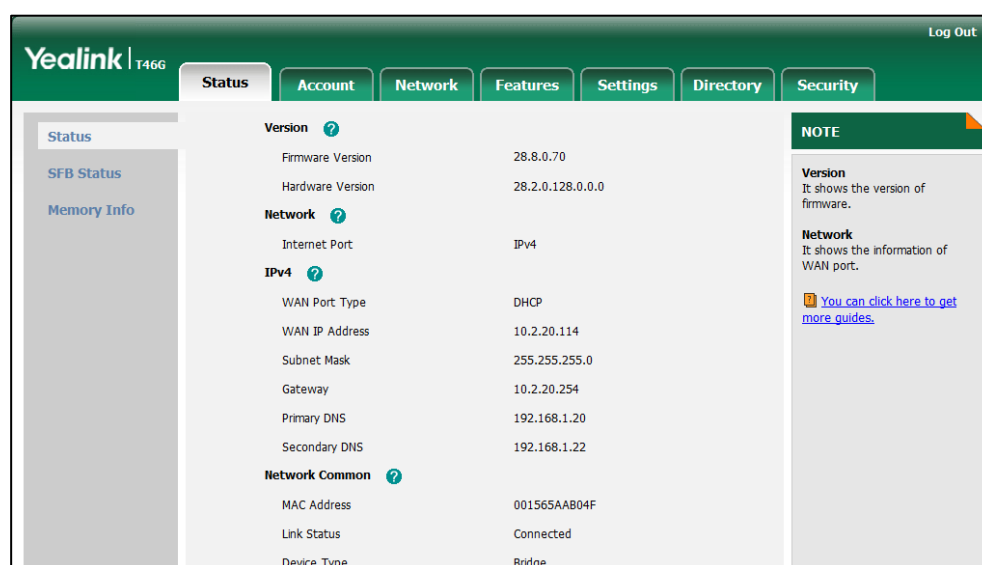 Log Out
Yealink | T46G
Status Account Network Features Settings Directory Security
Status
SFB Status
Memory Info
Version ?
Firmware Version 28.8.0.70
Hardware Version 28.2.0.128.0.0.0
Network ?
Internet Port IPv4
IPv4 ?
WAN Port Type DHCP
WAN IP Address 10.2.20.114
Subnet Mask 255.255.255.0
Gateway 10.2.20.254
Primary DNS 192.168.1.20
Secondary DNS 192.168.1.22
Network Common ?
MAC Address 001565AAB04F
Link Status Connected
Device Type Bridge
NOTE
Version
It shows the version of
firmware.
Network
It shows the information of
WAN port.
? You can click here to get
more guides.